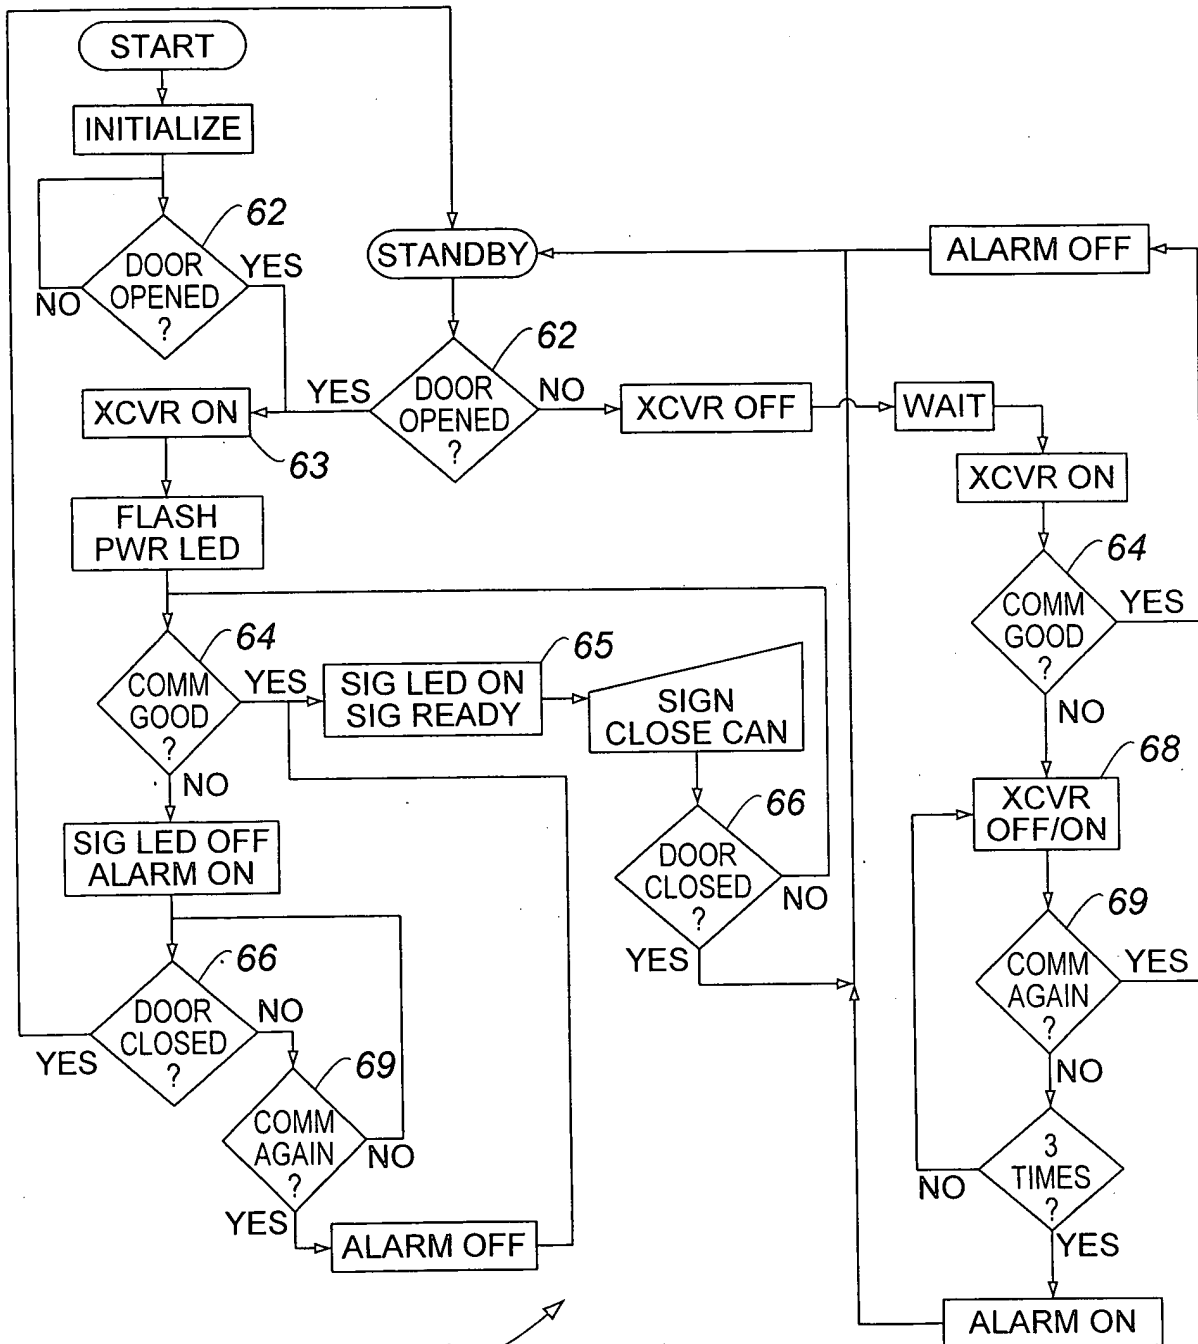 START
INITIALIZE
62
DOOR
OPENED
?
YES
NO
STANDBY
ALARM OFF
62
DOOR
OPENED
?
YES
NO
XCVR OFF
WAIT
XCVR ON
63
XCVR ON
FLASH
PWR LED
64
COMM
GOOD
?
YES
NO
64
COMM
GOOD
?
YES
NO
65
SIG LED ON
SIG READY
SIGN
CLOSE CAN
68
XCVR
OFF/ON
SIG LED OFF
ALARM ON
66
DOOR
CLOSED
?
NO
YES
69
COMM
AGAIN
?
YES
NO
66
DOOR
CLOSED
?
NO
YES
69
COMM
AGAIN
?
NO
YES
3
TIMES
?
NO
YES
ALARM OFF
ALARM ON